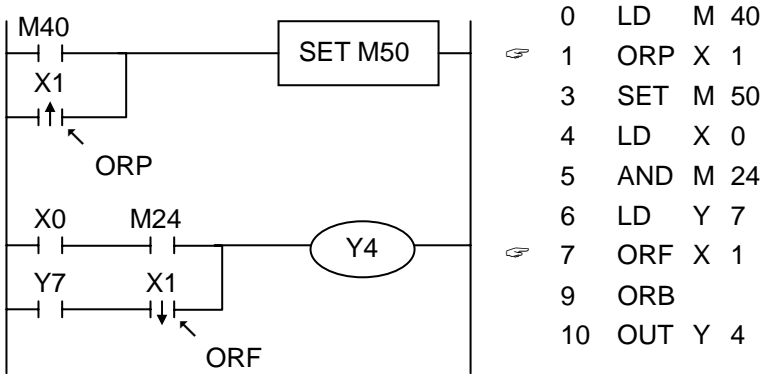 M40
SET M50
X1
ORP
X0 M24
Y4
Y7 X1
ORF
0 LD M 40
☞ 1 ORP X 1
3 SET M 50
4 LD X 0
5 AND M 24
6 LD Y 7
☞ 7 ORF X 1
9 ORB
10 OUT Y 4